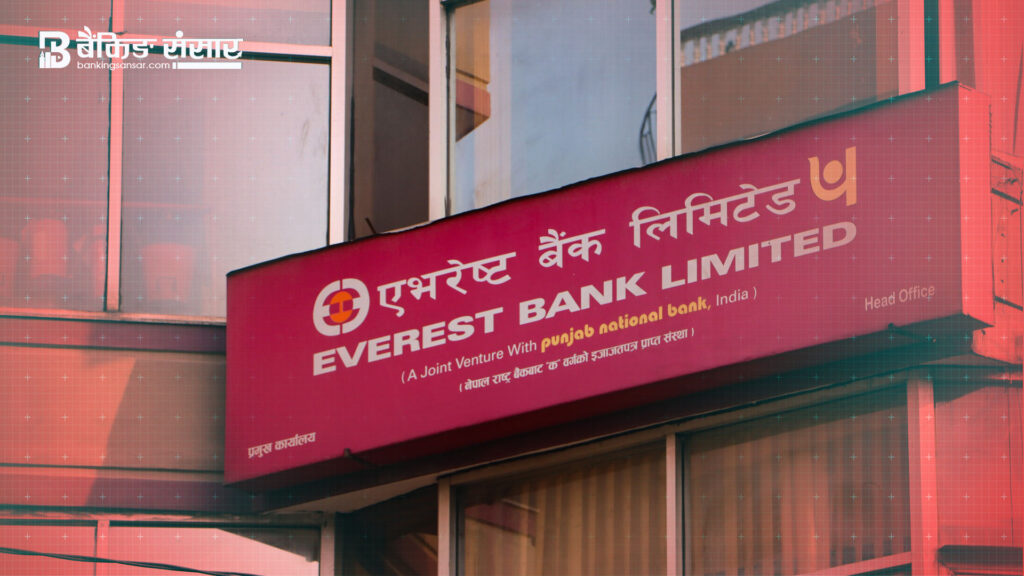 बैंकिङ संसार
bankingsansar.com
एभरेष्ट बैंक लिमिटेड
EVEREST BANK LIMITED
( A Joint Venture With punjab national bank, India )
( नेपाल राष्ट्र बैंकबाट 'क' वर्गको इजाजतपत्र प्राप्त संस्था )
Head Office
प्रमुख कार्यालय